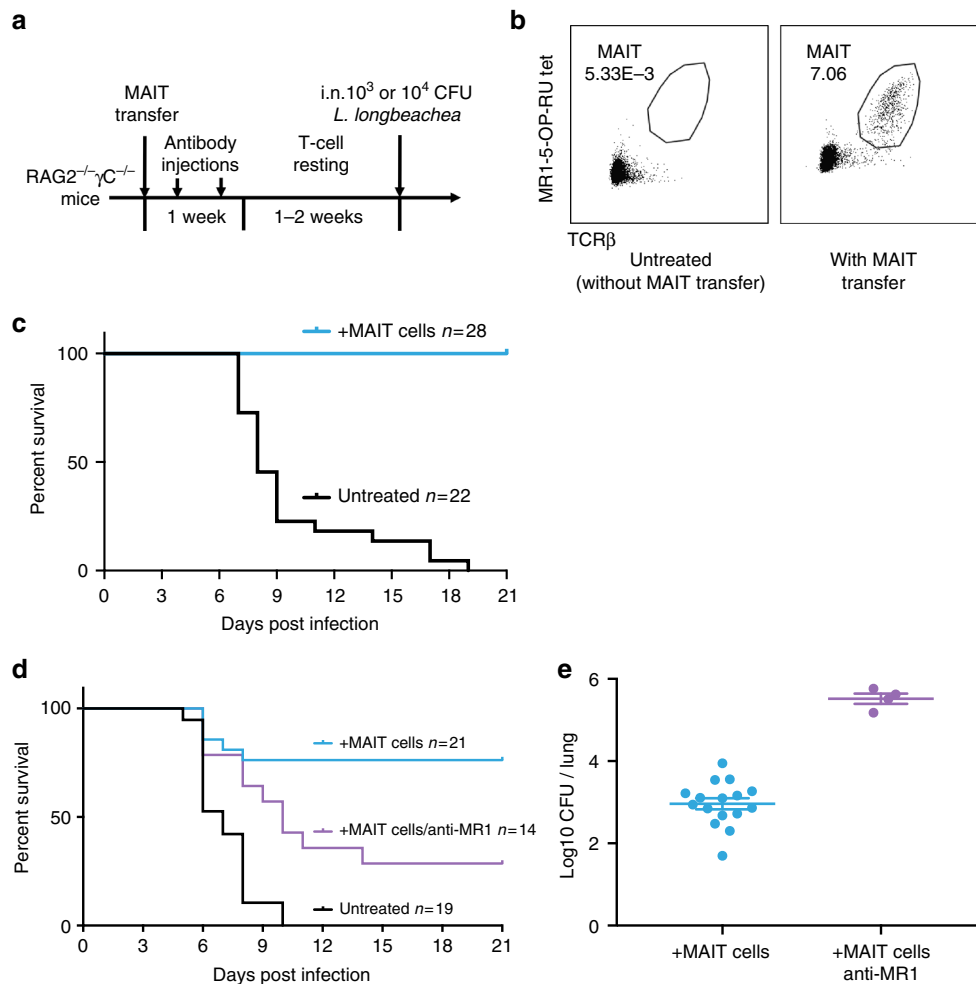 a
MAIT
transfer
Antibody
injections
T-cell
resting
i.n.10³ or 10⁴ CFU
L. longbeachea
RAG2⁻/⁻γC⁻/⁻
mice
1 week
1–2 weeks
b
MR1-5-OP-RU tet
MAIT
5.33E–3
MAIT
7.06
TCRβ
Untreated
(without MAIT transfer)
With MAIT
transfer
c
Percent survival
100
50
0
+MAIT cells n=28
Untreated n=22
0 3 6 9 12 15 18 21
Days post infection
d
Percent survival
100
50
0
+MAIT cells n=21
+MAIT cells/anti-MR1 n=14
Untreated n=19
0 3 6 9 12 15 18 21
Days post infection
e
Log10 CFU / lung
6
4
2
0
+MAIT cells
+MAIT cells
anti-MR1